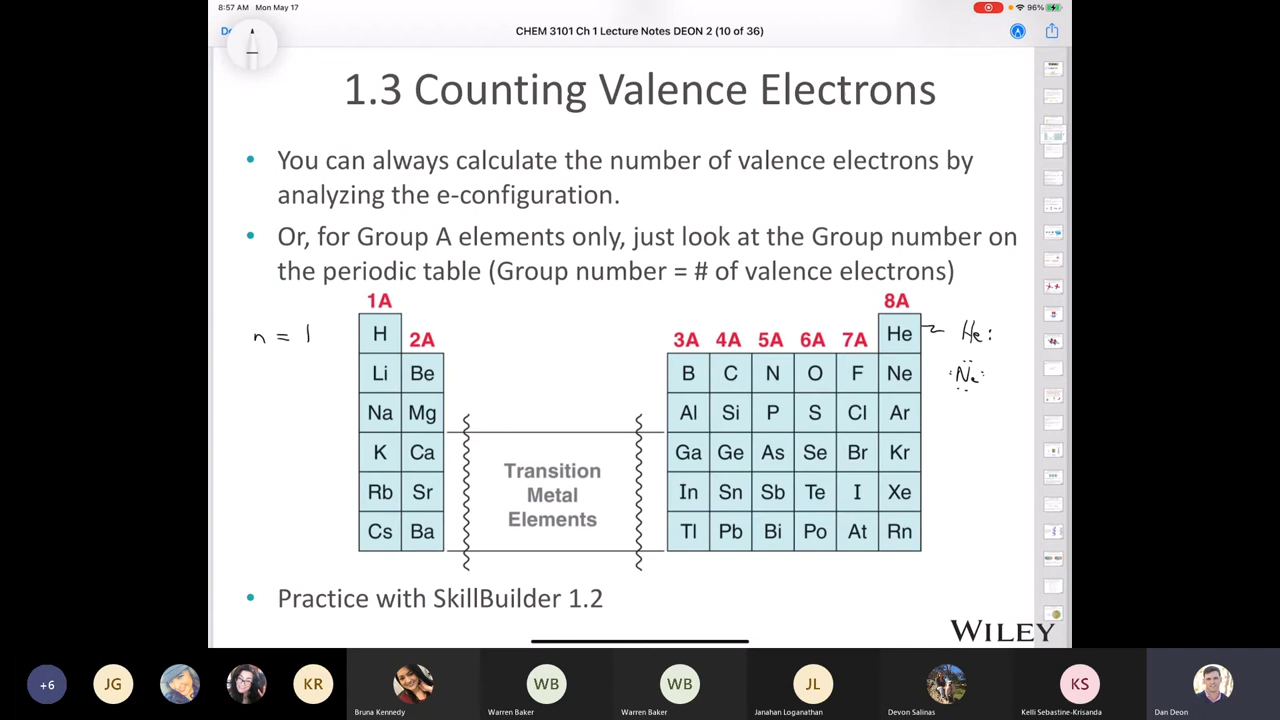 8:57 AM Mon May 17
96%
CHEM 3101 Ch 1 Lecture Notes DEON 2 (10 of 36)
1.3 Counting Valence Electrons
• You can always calculate the number of valence electrons by
analyzing the e-configuration.
• Or, for Group A elements only, just look at the Group number on
the periodic table (Group number = # of valence electrons)
1A 8A
n = 1 H 2A 3A 4A 5A 6A 7A He He:
Li Be B C N O F Ne Ne
Na Mg Al Si P S Cl Ar
K Ca Ga Ge As Se Br Kr
Rb Sr In Sn Sb Te I Xe
Cs Ba Tl Pb Bi Po At Rn
Transition
Metal
Elements
• Practice with SkillBuilder 1.2
WILEY
+6 JG KR WB WB JL KS
Bruna Kennedy Warren Baker Warren Baker Janahan Loganathan Devon Salinas Kelli Sebastine-Krisanda Dan Deon